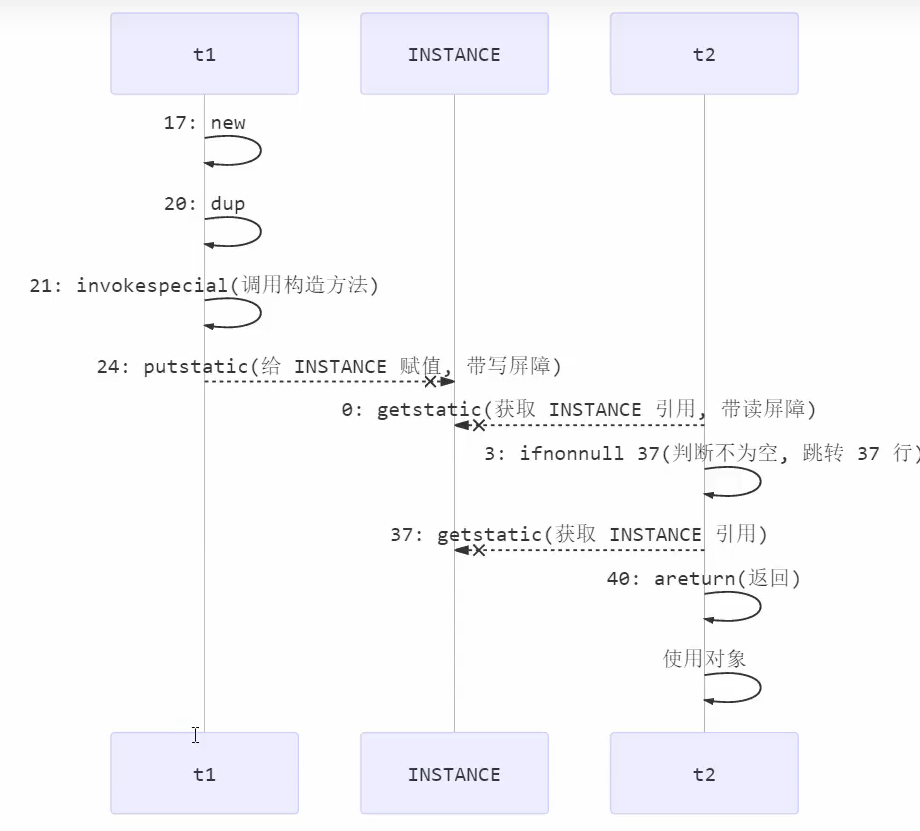 t1 INSTANCE t2
17: new
20: dup
21: invokespecial(调用构造方法)
24: putstatic(给 INSTANCE 赋值, 带写屏障)
0: getstatic(获取 INSTANCE 引用, 带读屏障)
3: ifnonnull 37(判断不为空, 跳转 37 行)
37: getstatic(获取 INSTANCE 引用)
40: areturn(返回)
使用对象
t1 INSTANCE t2